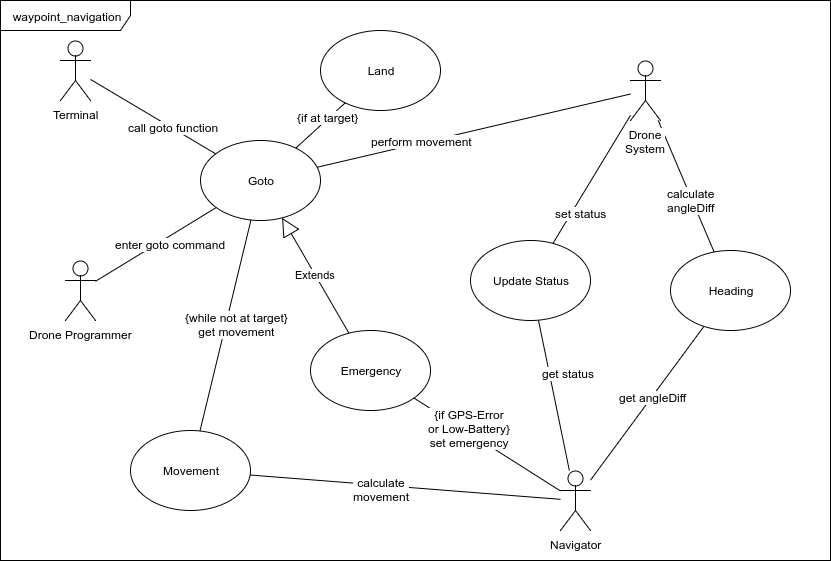 waypoint_navigation
Terminal
Land
{if at target}
call goto function
perform movement
Drone
System
Goto
calculate
angleDiff
set status
enter goto command
Extends
Update Status
Heading
Drone Programmer
{while not at target}
get movement
Emergency
get status
get angleDiff
{if GPS-Error
or Low-Battery}
set emergency
Movement
calculate
movement
Navigator